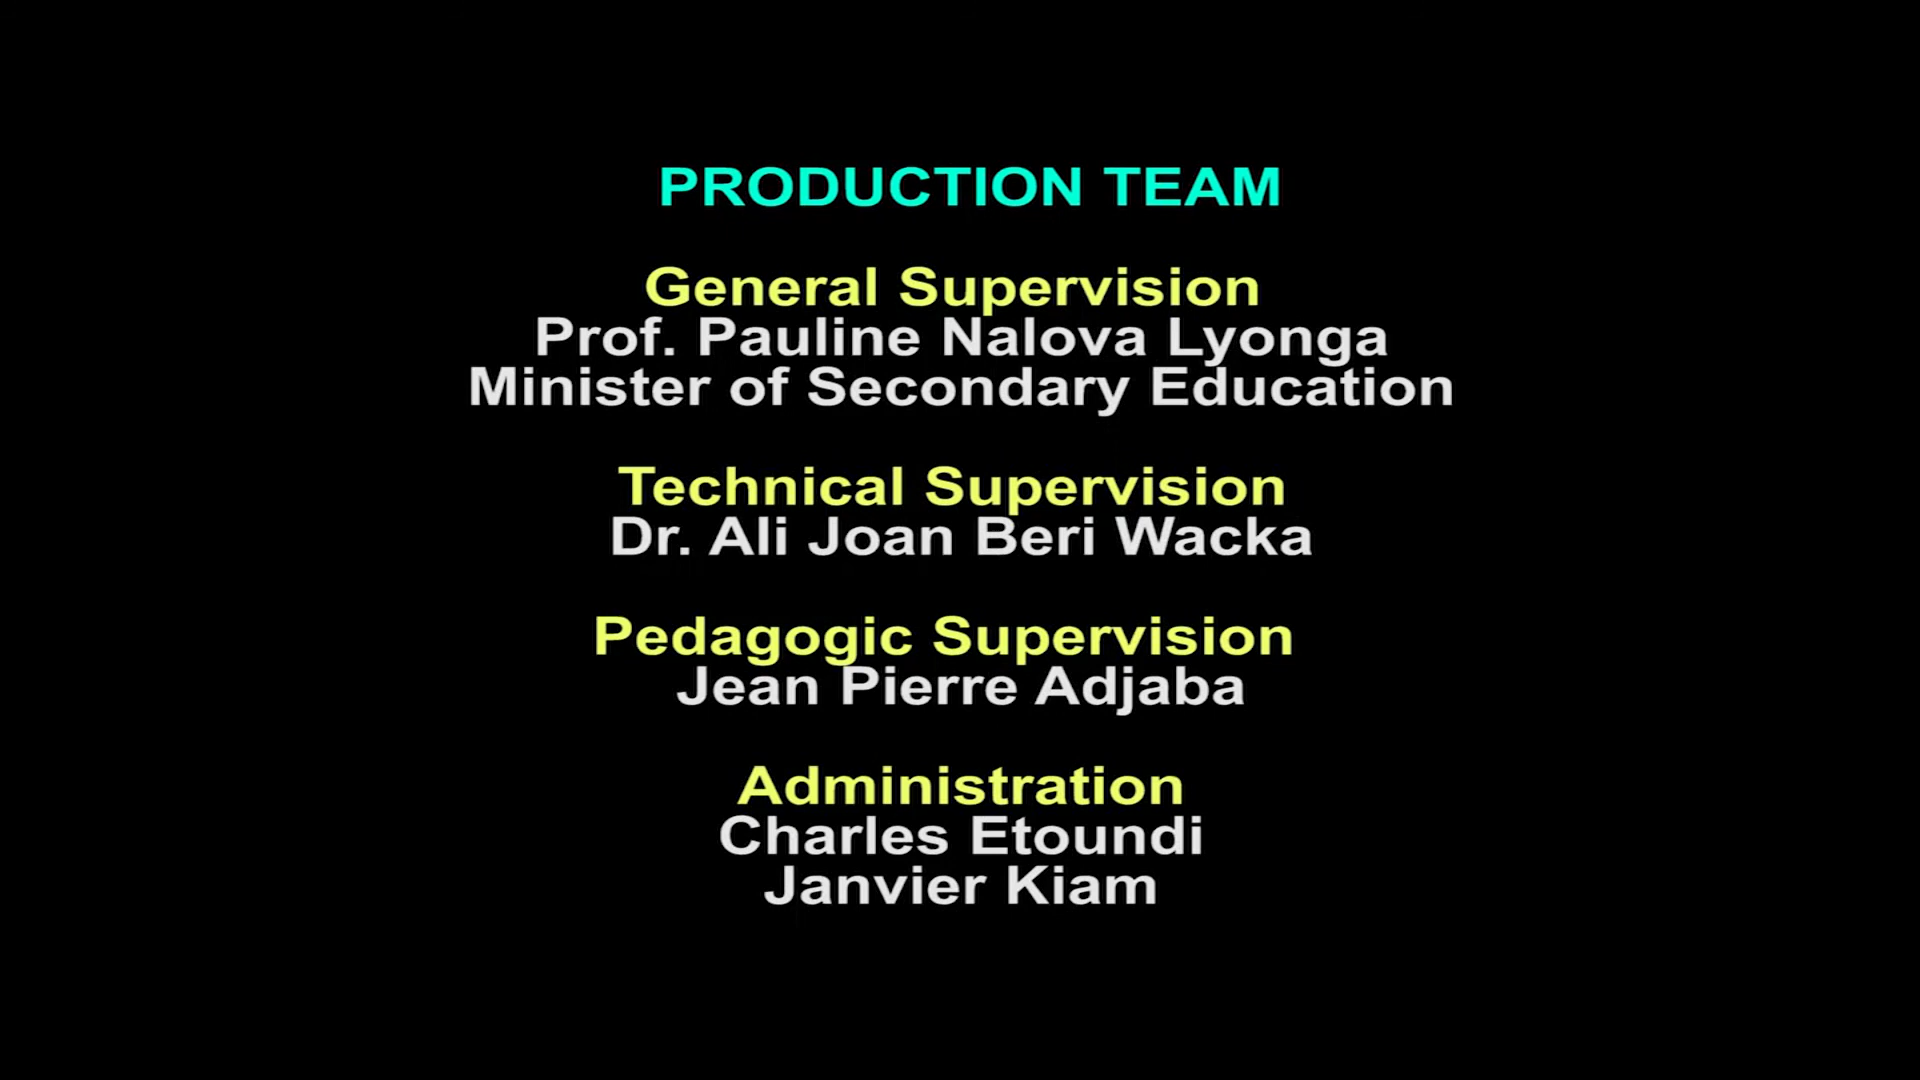 PRODUCTION TEAM
General Supervision
Prof. Pauline Nalova Lyonga
Minister of Secondary Education
Technical Supervision
Dr. Ali Joan Beri Wacka
Pedagogic Supervision
Jean Pierre Adjaba
Administration
Charles Etoundi
Janvier Kiam